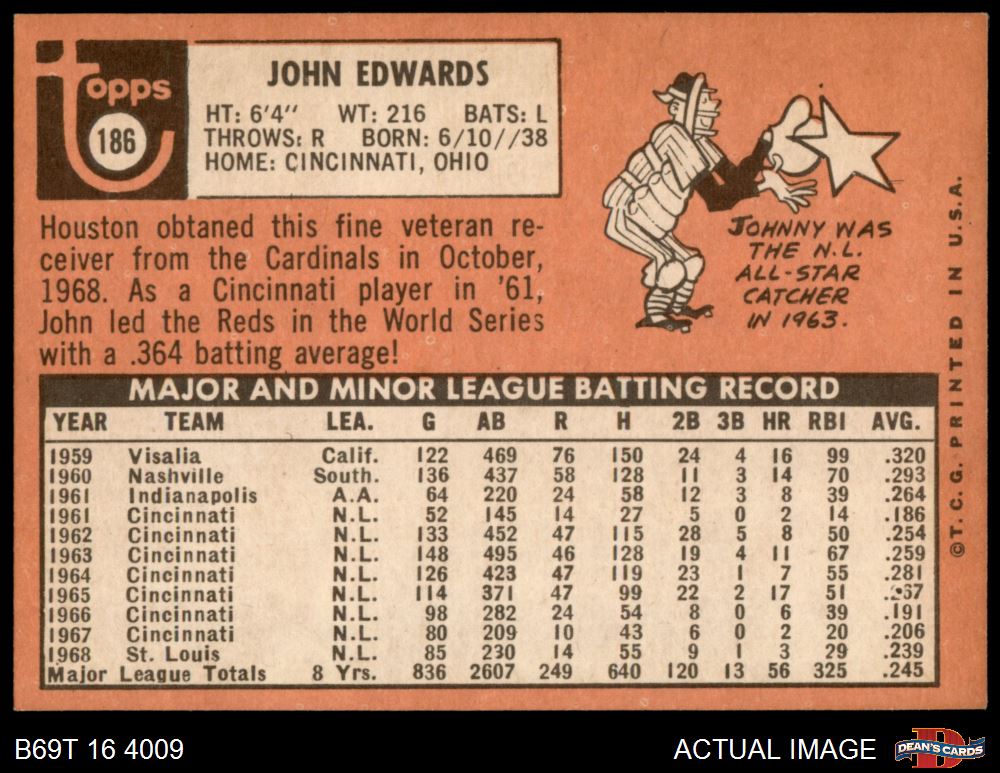 Topps
186
JOHN EDWARDS
HT: 6'4" WT: 216 BATS: L
THROWS: R BORN: 6/10//38
HOME: CINCINNATI, OHIO
Houston obtaned this fine veteran re-
ceiver from the Cardinals in October,
1968. As a Cincinnati player in '61,
John led the Reds in the World Series
with a .364 batting average!
JOHNNY WAS
THE N.L.
ALL-STAR
CATCHER
IN 1963.
MAJOR AND MINOR LEAGUE BATTING RECORD
YEAR TEAM LEA. G AB R H 2B 3B HR RBI AVG.
1959 Visalia Calif. 122 469 76 150 24 4 16 99 .320
1960 Nashville South. 136 437 58 128 11 3 14 70 .293
1961 Indianapolis A.A. 64 220 24 58 12 3 8 39 .264
1961 Cincinnati N.L. 52 145 14 27 5 0 2 14 .186
1962 Cincinnati N.L. 133 452 47 115 28 5 8 50 .254
1963 Cincinnati N.L. 148 495 46 128 19 4 11 67 .259
1964 Cincinnati N.L. 126 423 47 119 23 1 7 55 .281
1965 Cincinnati N.L. 114 371 47 99 22 2 17 51 .267
1966 Cincinnati N.L. 98 282 24 54 8 0 6 39 .191
1967 Cincinnati N.L. 80 209 10 43 6 0 2 20 .206
1968 St. Louis N.L. 85 230 14 55 9 1 3 29 .239
Major League Totals 8 Yrs. 836 2607 249 640 120 13 56 325 .245
©T.C.G. PRINTED IN U.S.A.
B69T 16 4009
ACTUAL IMAGE
D
DEAN'S CARDS